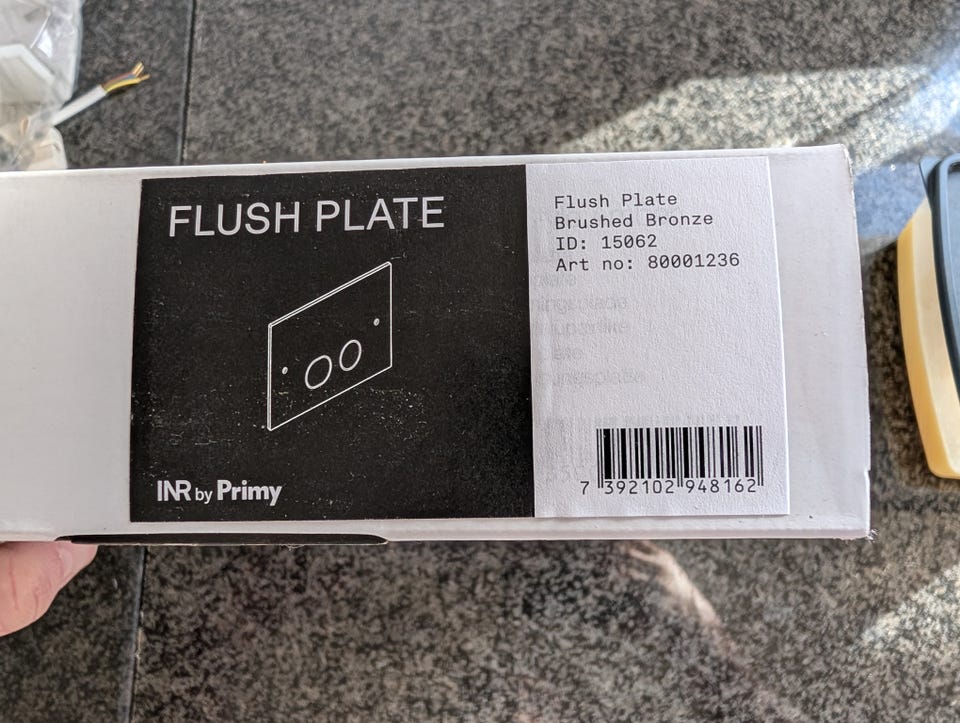 FLUSH PLATE
INR by Primy
Flush Plate
Brushed Bronze
ID: 15062
Art no: 80001236
7 392102 948162